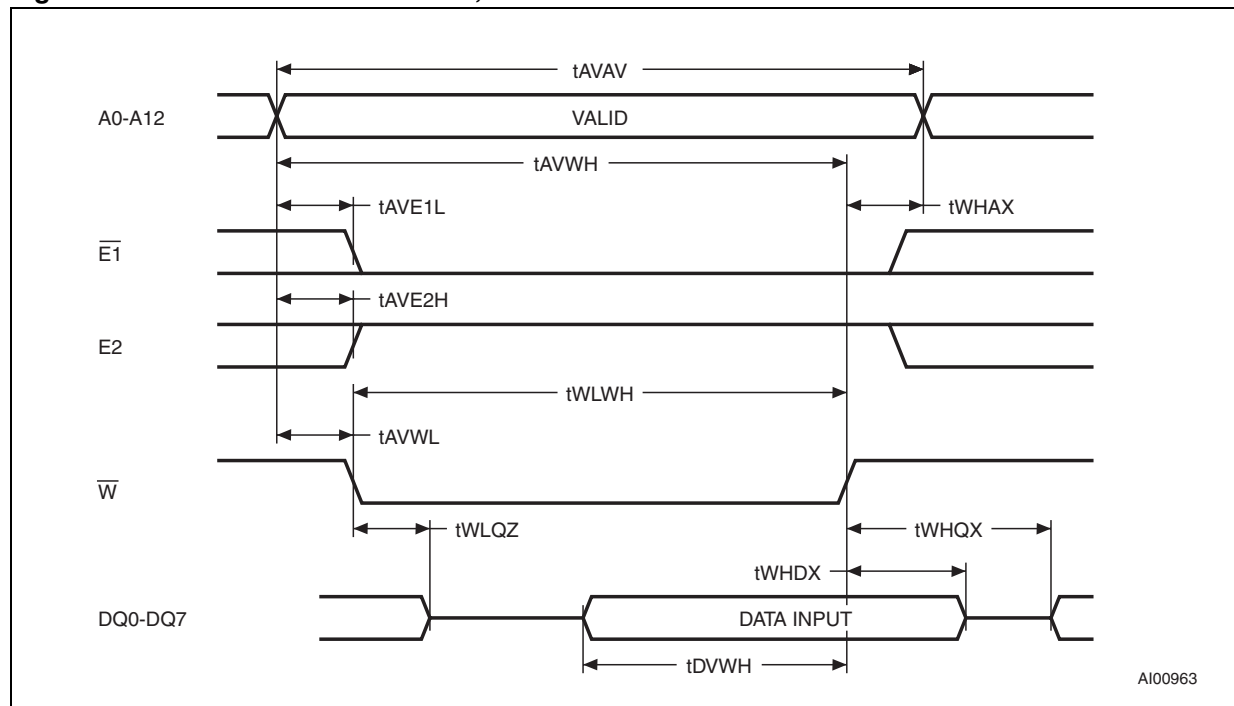 tAVAV
A0-A12
VALID
tAVWH
tAVE1L
tWHAX
E1
tAVE2H
E2
tWLWH
tAVWL
W
tWLQZ
tWHQX
tWHDX
DQ0-DQ7
DATA INPUT
tDVWH
AI00963